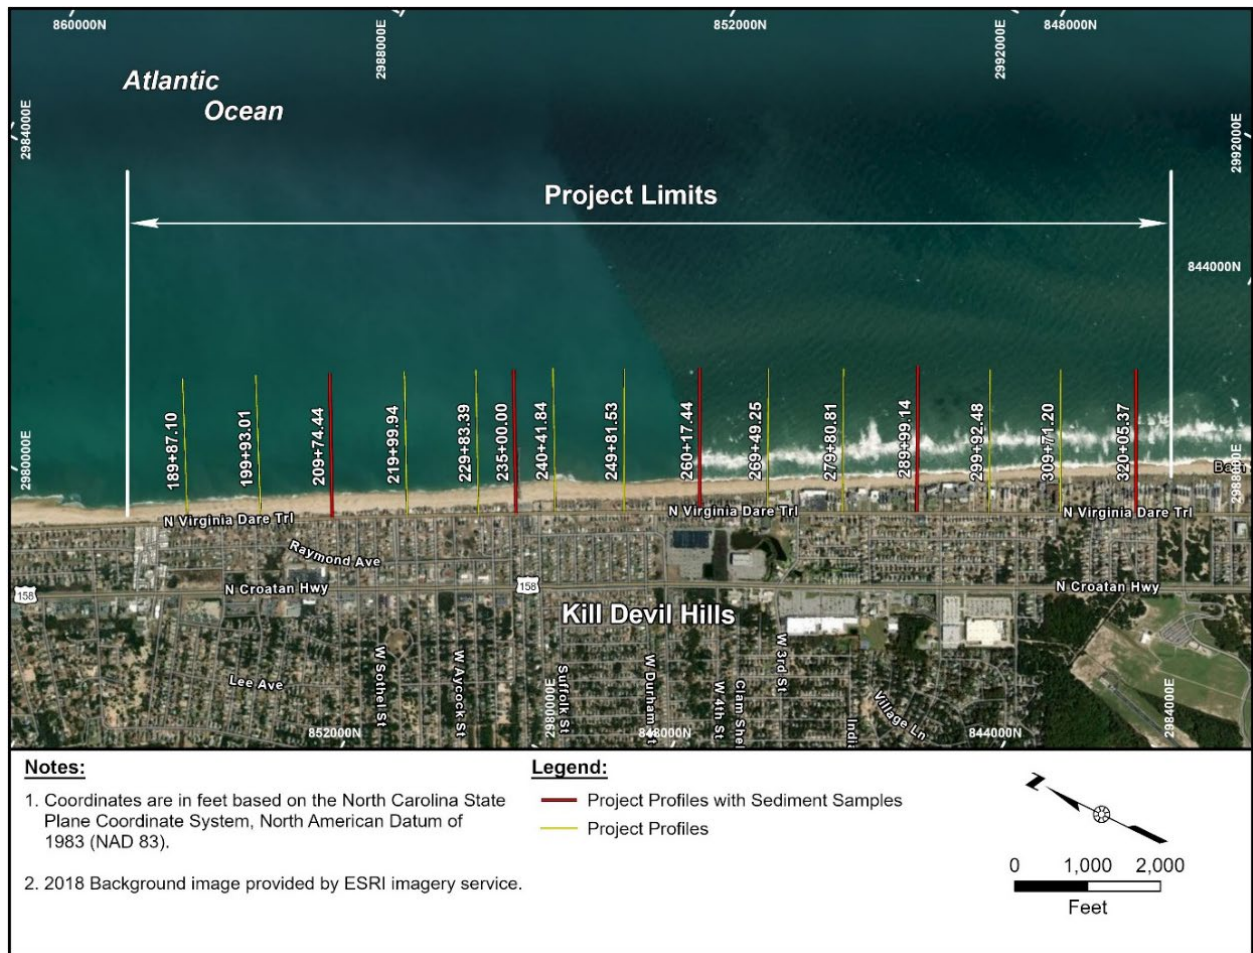 860000N
2988000E
852000N
2992000E
848000N
Atlantic
Ocean
2984000E
2992000E
Project Limits
844000N
2980000E
189+87.10
199+93.01
209+74.44
219+99.94
229+83.39
235+00.00
240+41.84
249+81.53
260+17.44
269+49.25
279+80.81
289+99.14
299+92.48
309+71.20
320+05.37
2988000E
N Virginia Dare Trl
N Virginia Dare Trl
N Virginia Dare Trl
Raymond Ave
158
N Croatan Hwy
158
N Croatan Hwy
Kill Devil Hills
Lee Ave
W Sothel St
W Aycock St
Suffolk St
2980000E
W Durham St
W 4th St
Clam Shel
W 3rd St
Indi
Village Ln
2984000E
852000N
848000N
844000N
Notes:
1. Coordinates are in feet based on the North Carolina State
Plane Coordinate System, North American Datum of
1983 (NAD 83).
2. 2018 Background image provided by ESRI imagery service.
Legend:
Project Profiles with Sediment Samples
Project Profiles
N
0 1,000 2,000
Feet